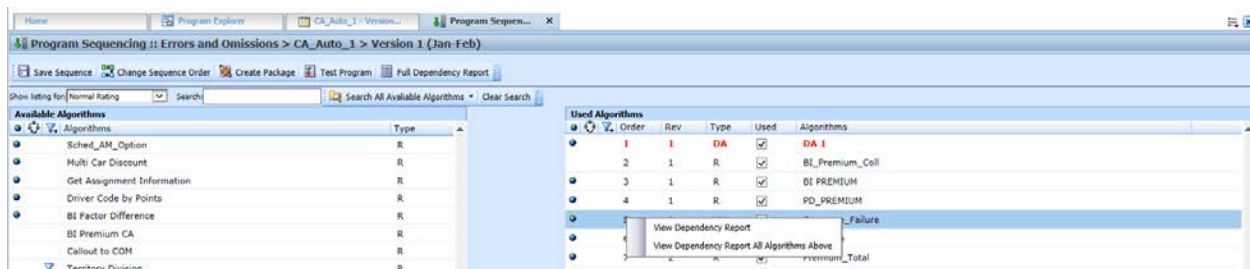 Home
Program Explorer
CA_Auto_1 - Version...
Program Sequen... X
Program Sequencing :: Errors and Omissions > CA_Auto_1 > Version 1 (Jan-Feb)
Save Sequence Change Sequence Order Create Package Test Program Full Dependency Report
Show listing for: Normal Rating Search: Search All Avaliable Algorithms Clear Search
Available Algorithms
Algorithms Type
Sched_AM_Option R
Multi Car Discount R
Get Assignment Information R
Driver Code by Points R
BI Factor Difference R
BI Premium CA R
Callout to COM R
Territory Division R
Used Algorithms
Order Rev Type Used Algorithms
1 1 DA DA 1
2 1 R BI_Premium_Coll
3 1 R BI PREMIUM
4 1 R PD_PREMIUM
_Failure
View Dependency Report
View Dependency Report All Algorithms Above
7 2 R Premium_Total